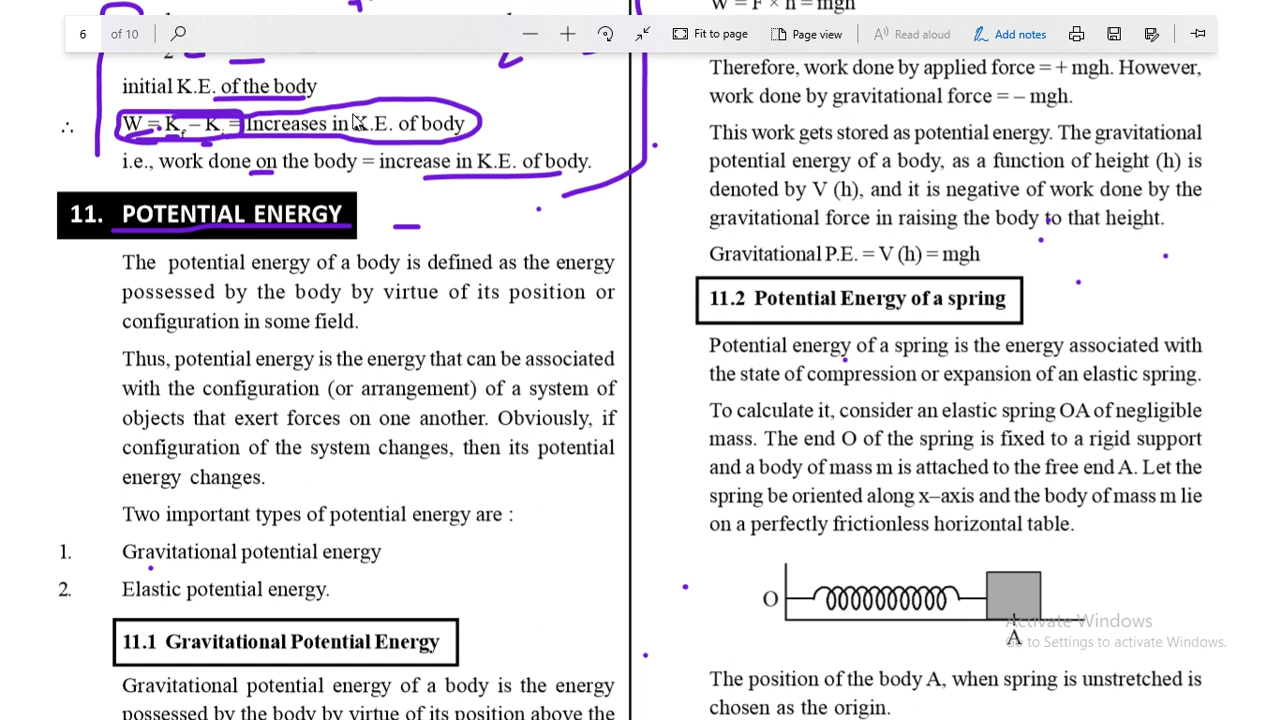 6 of 10
Fit to page
Page view
Read aloud
Add notes
2
initial K.E. of the body
∴ W = Kf – K = Increases in K.E. of body
i.e., work done on the body = increase in K.E. of body.
11. POTENTIAL ENERGY
The potential energy of a body is defined as the energy
possessed by the body by virtue of its position or
configuration in some field.
Thus, potential energy is the energy that can be associated
with the configuration (or arrangement) of a system of
objects that exert forces on one another. Obviously, if
configuration of the system changes, then its potential
energy changes.
Two important types of potential energy are :
1. Gravitational potential energy
2. Elastic potential energy.
11.1 Gravitational Potential Energy
Gravitational potential energy of a body is the energy
possessed by the body by virtue of its position above the
W = F × h = mgh
Therefore, work done by applied force = + mgh. However,
work done by gravitational force = – mgh.
This work gets stored as potential energy. The gravitational
potential energy of a body, as a function of height (h) is
denoted by V (h), and it is negative of work done by the
gravitational force in raising the body to that height.
Gravitational P.E. = V (h) = mgh
11.2 Potential Energy of a spring
Potential energy of a spring is the energy associated with
the state of compression or expansion of an elastic spring.
To calculate it, consider an elastic spring OA of negligible
mass. The end O of the spring is fixed to a rigid support
and a body of mass m is attached to the free end A. Let the
spring be oriented along x–axis and the body of mass m lie
on a perfectly frictionless horizontal table.
O
A
Activate Windows
Go to Settings to activate Windows.
The position of the body A, when spring is unstretched is
chosen as the origin.